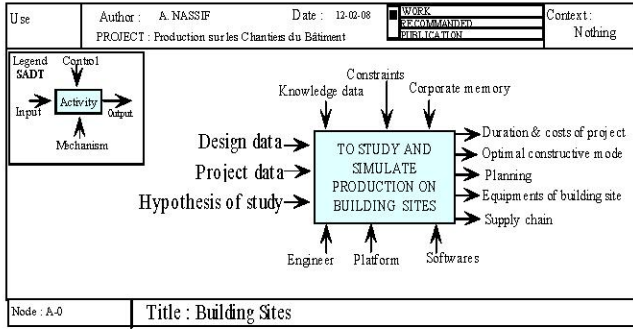 Use
Author : A. NASSIF
Date : 12-02-08
PROJECT : Production sur les Chantiers du Bâtiment
WORK
RECOMMANDED
PUBLICATION
Context :
Nothing
Legend
SADT
Control
Input
Activity
Output
Mechanism
Constraints
Knowledge data
Corporate memory
Design data
Project data
Hypothesis of study
TO STUDY AND
SIMULATE
PRODUCTION ON
BUILDING SITES
Duration & costs of project
Optimal constructive mode
Planning
Equipments of building site
Supply chain
Engineer
Platform
Softwares
Node : A-0
Title : Building Sites